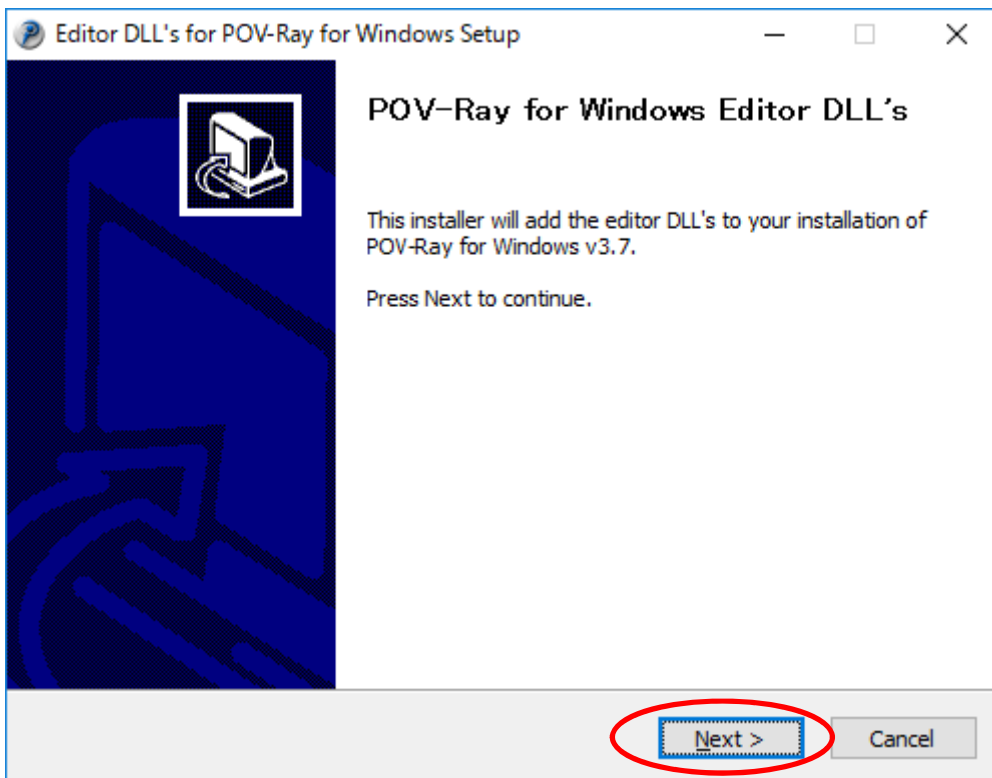 Editor DLL's for POV-Ray for Windows Setup
POV-Ray for Windows Editor DLL's
This installer will add the editor DLL's to your installation of
POV-Ray for Windows v3.7.
Press Next to continue.
Next >
Cancel